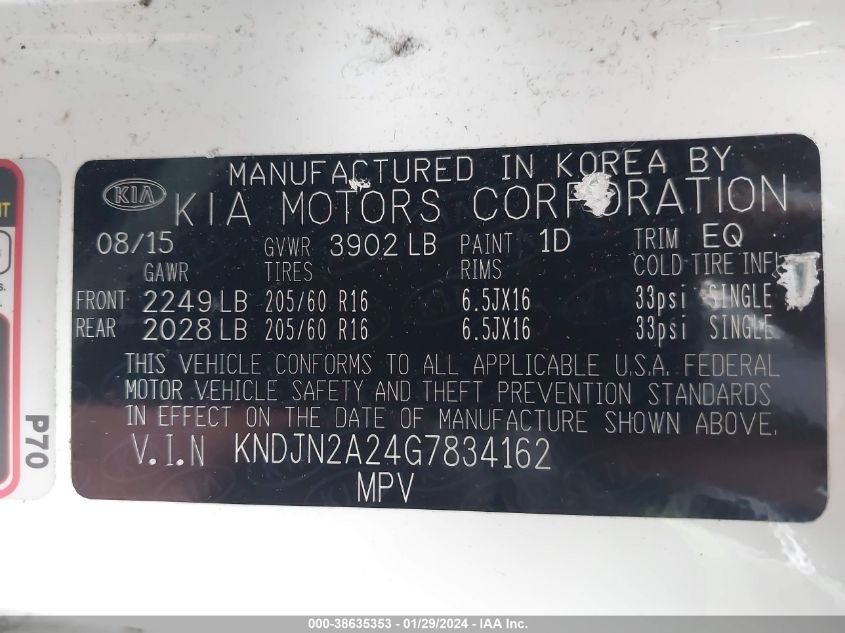 MANUFACTURED IN KOREA BY
KIA KIA MOTORS CORPORATION
08/15 GVWR 3902 LB PAINT 1D TRIM EQ
GAWR TIRES RIMS COLD TIRE INFL
FRONT 2249 LB 205/60 R16 6.5JX16 33psi SINGLE
REAR 2028 LB 205/60 R16 6.5JX16 33psi SINGLE
THIS VEHICLE CONFORMS TO ALL APPLICABLE U.S.A. FEDERAL
MOTOR VEHICLE SAFETY AND THEFT PREVENTION STANDARDS
IN EFFECT ON THE DATE OF MANUFACTURE SHOWN ABOVE.
V.I.N KNDJN2A24G7834162
MPV
P70
000-38635353 — 01/29/2024 - IAA Inc.